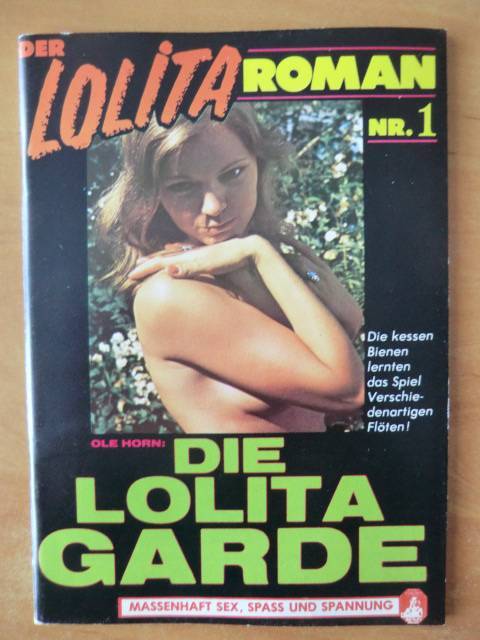 DER
LOLITA
ROMAN
NR. 1
Die kessen
Bienen
lernten
das Spiel
Verschie-
denartigen
Flöten!
OLE HORN:
DIE
LOLITA
GARDE
MASSENHAFT SEX, SPASS UND SPANNUNG